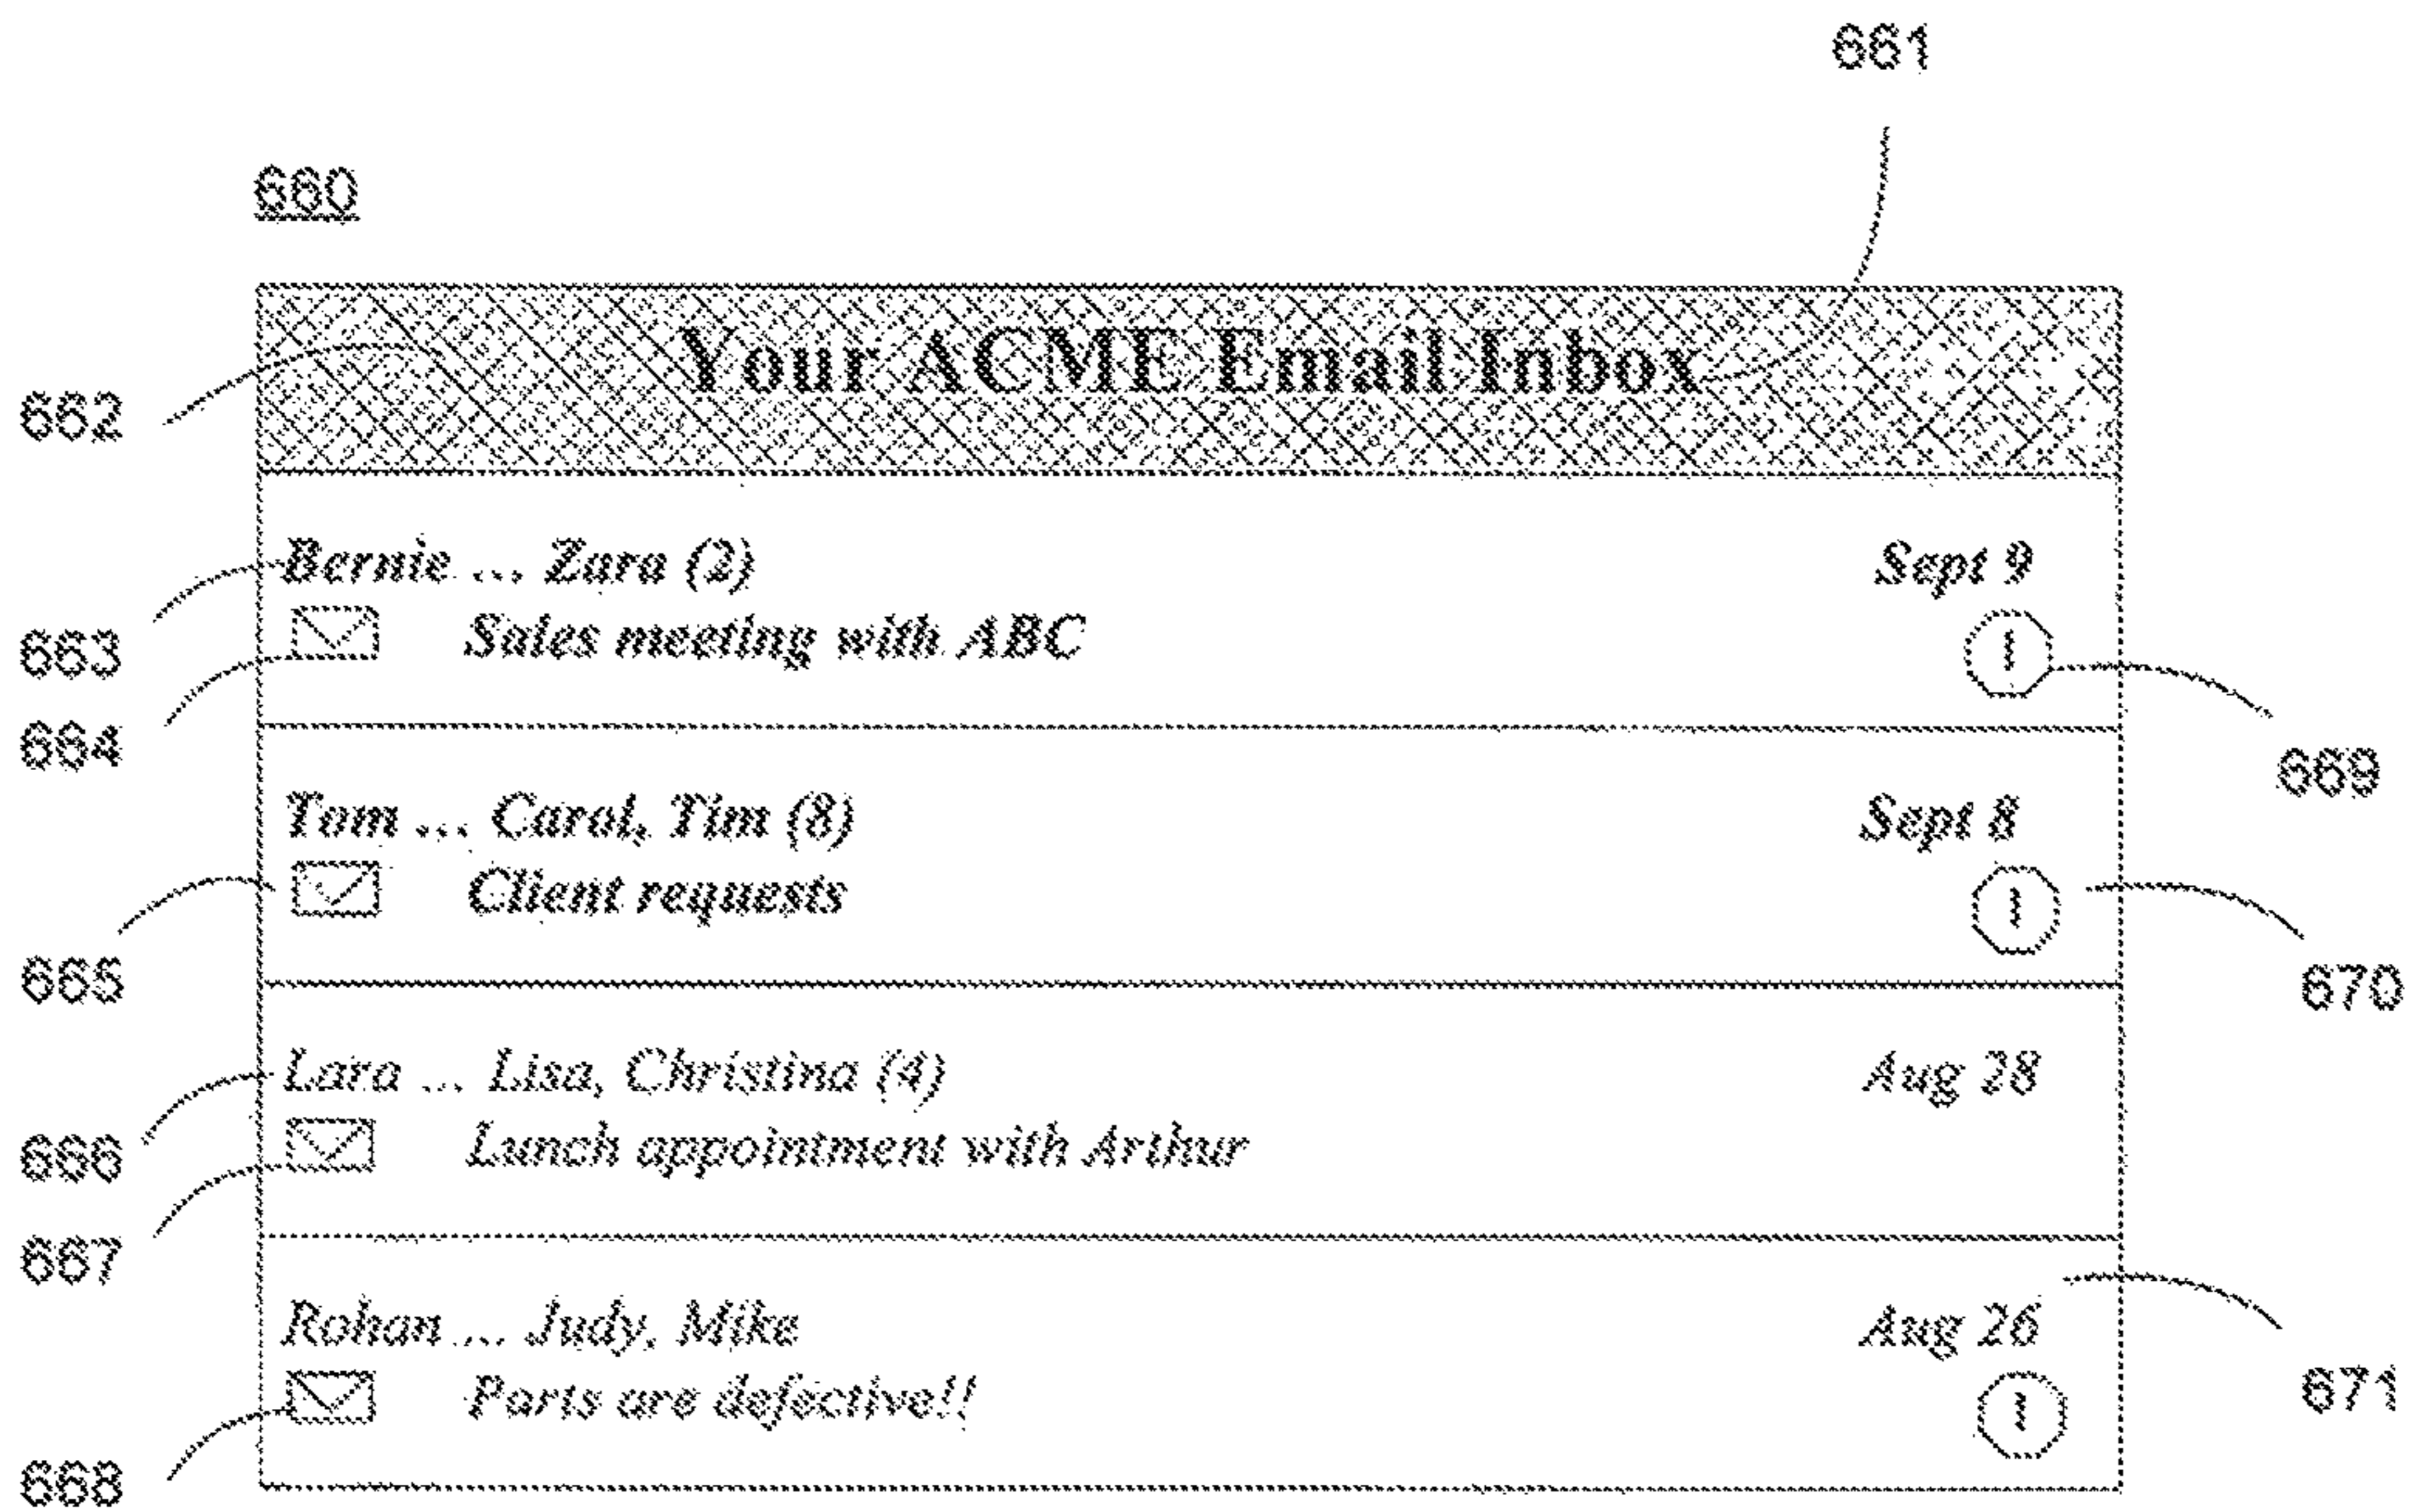 661
660
Your ACME Email Inbox
662
Bernie ... Zara (2) Sept 9
663
Sales meeting with ABC !
664
669
Tom ... Carol, Tim (8) Sept 8
Client requests !
665
670
Lara ... Lisa, Christina (4) Aug 28
666
Lunch appointment with Arthur
667
Rohan ... Judy, Mike Aug 26
671
Parts are defective!! !
668